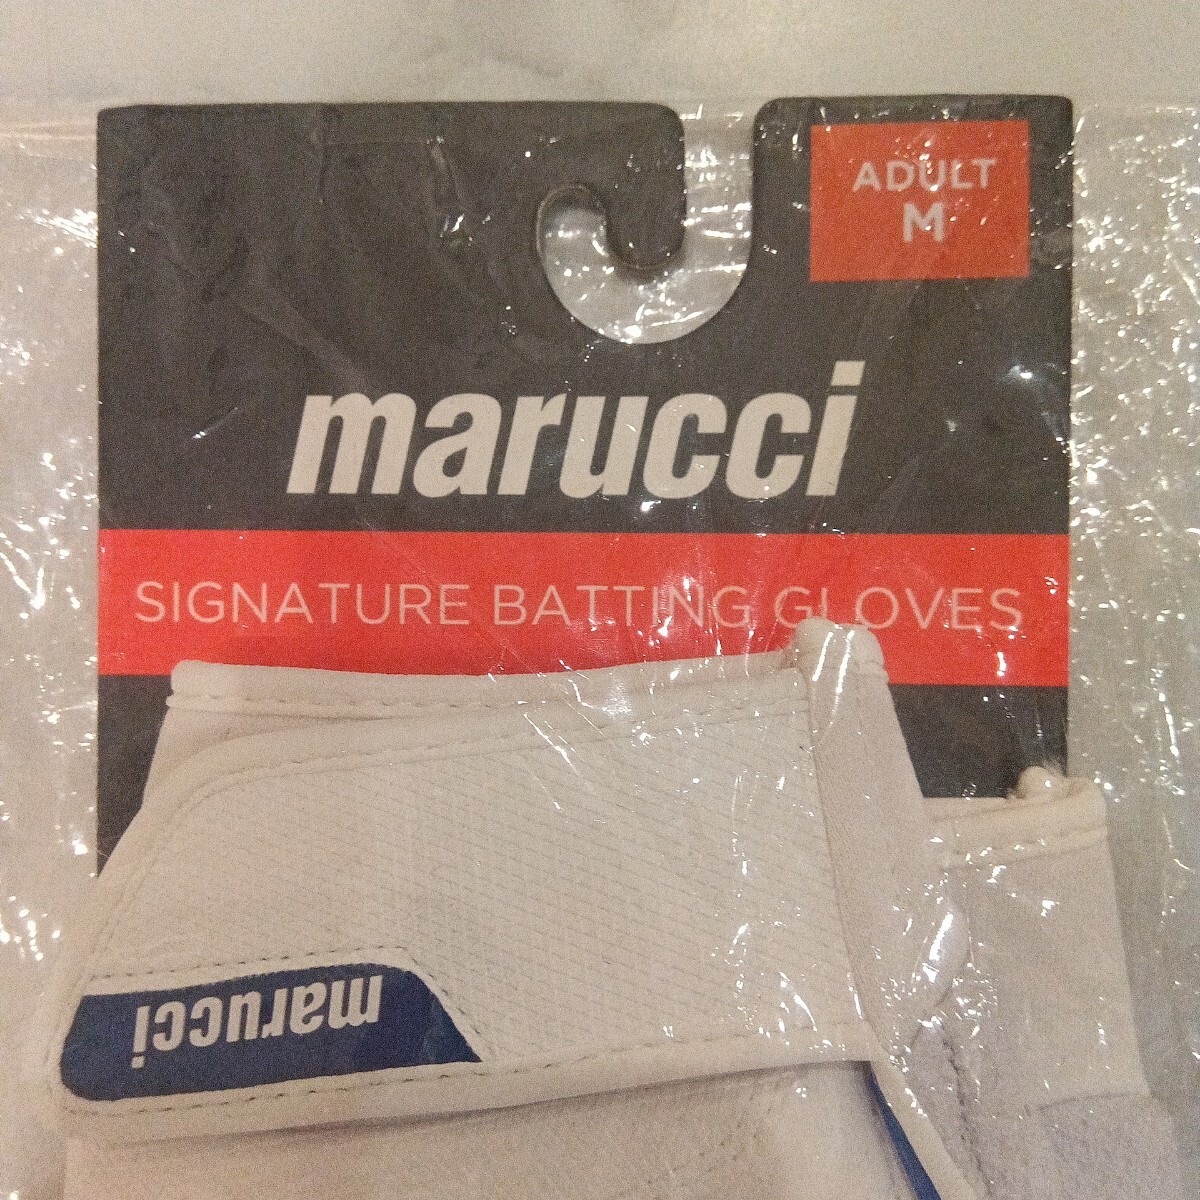 ADULT
M
marucci
SIGNATURE BATTING GLOVES
marucci